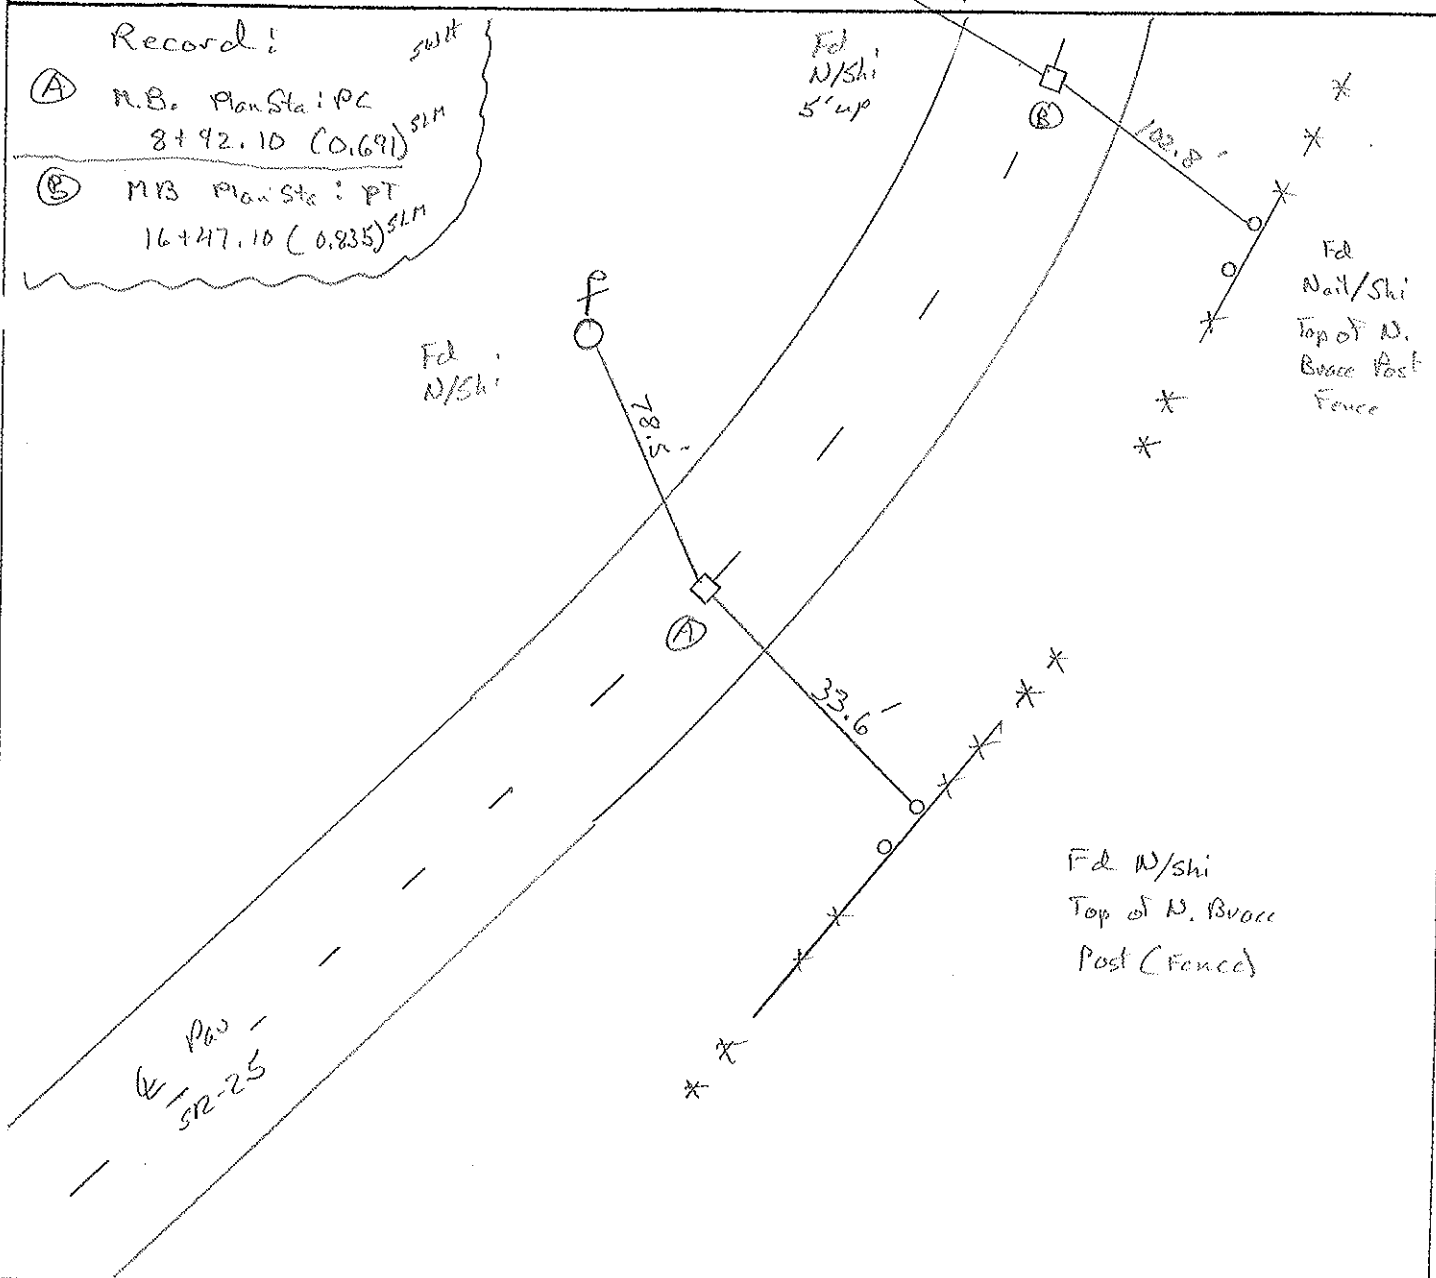 Record:
(A) M.B. Plan Sta: PC
8+92.10 (0.691) SLM
(B) MB Plan Sta: PT
16+47.10 (0.835) SLM
Fd
N/Shi
5' up
(B)
102.8'
Fd
Nail/Shi
Top of N.
Brace Post
Fence
Fd
N/Shi
78.5'
(A)
33.6'
Fd N/shi
Top of N. Brace
Post (Fence)
Pav
SR-25